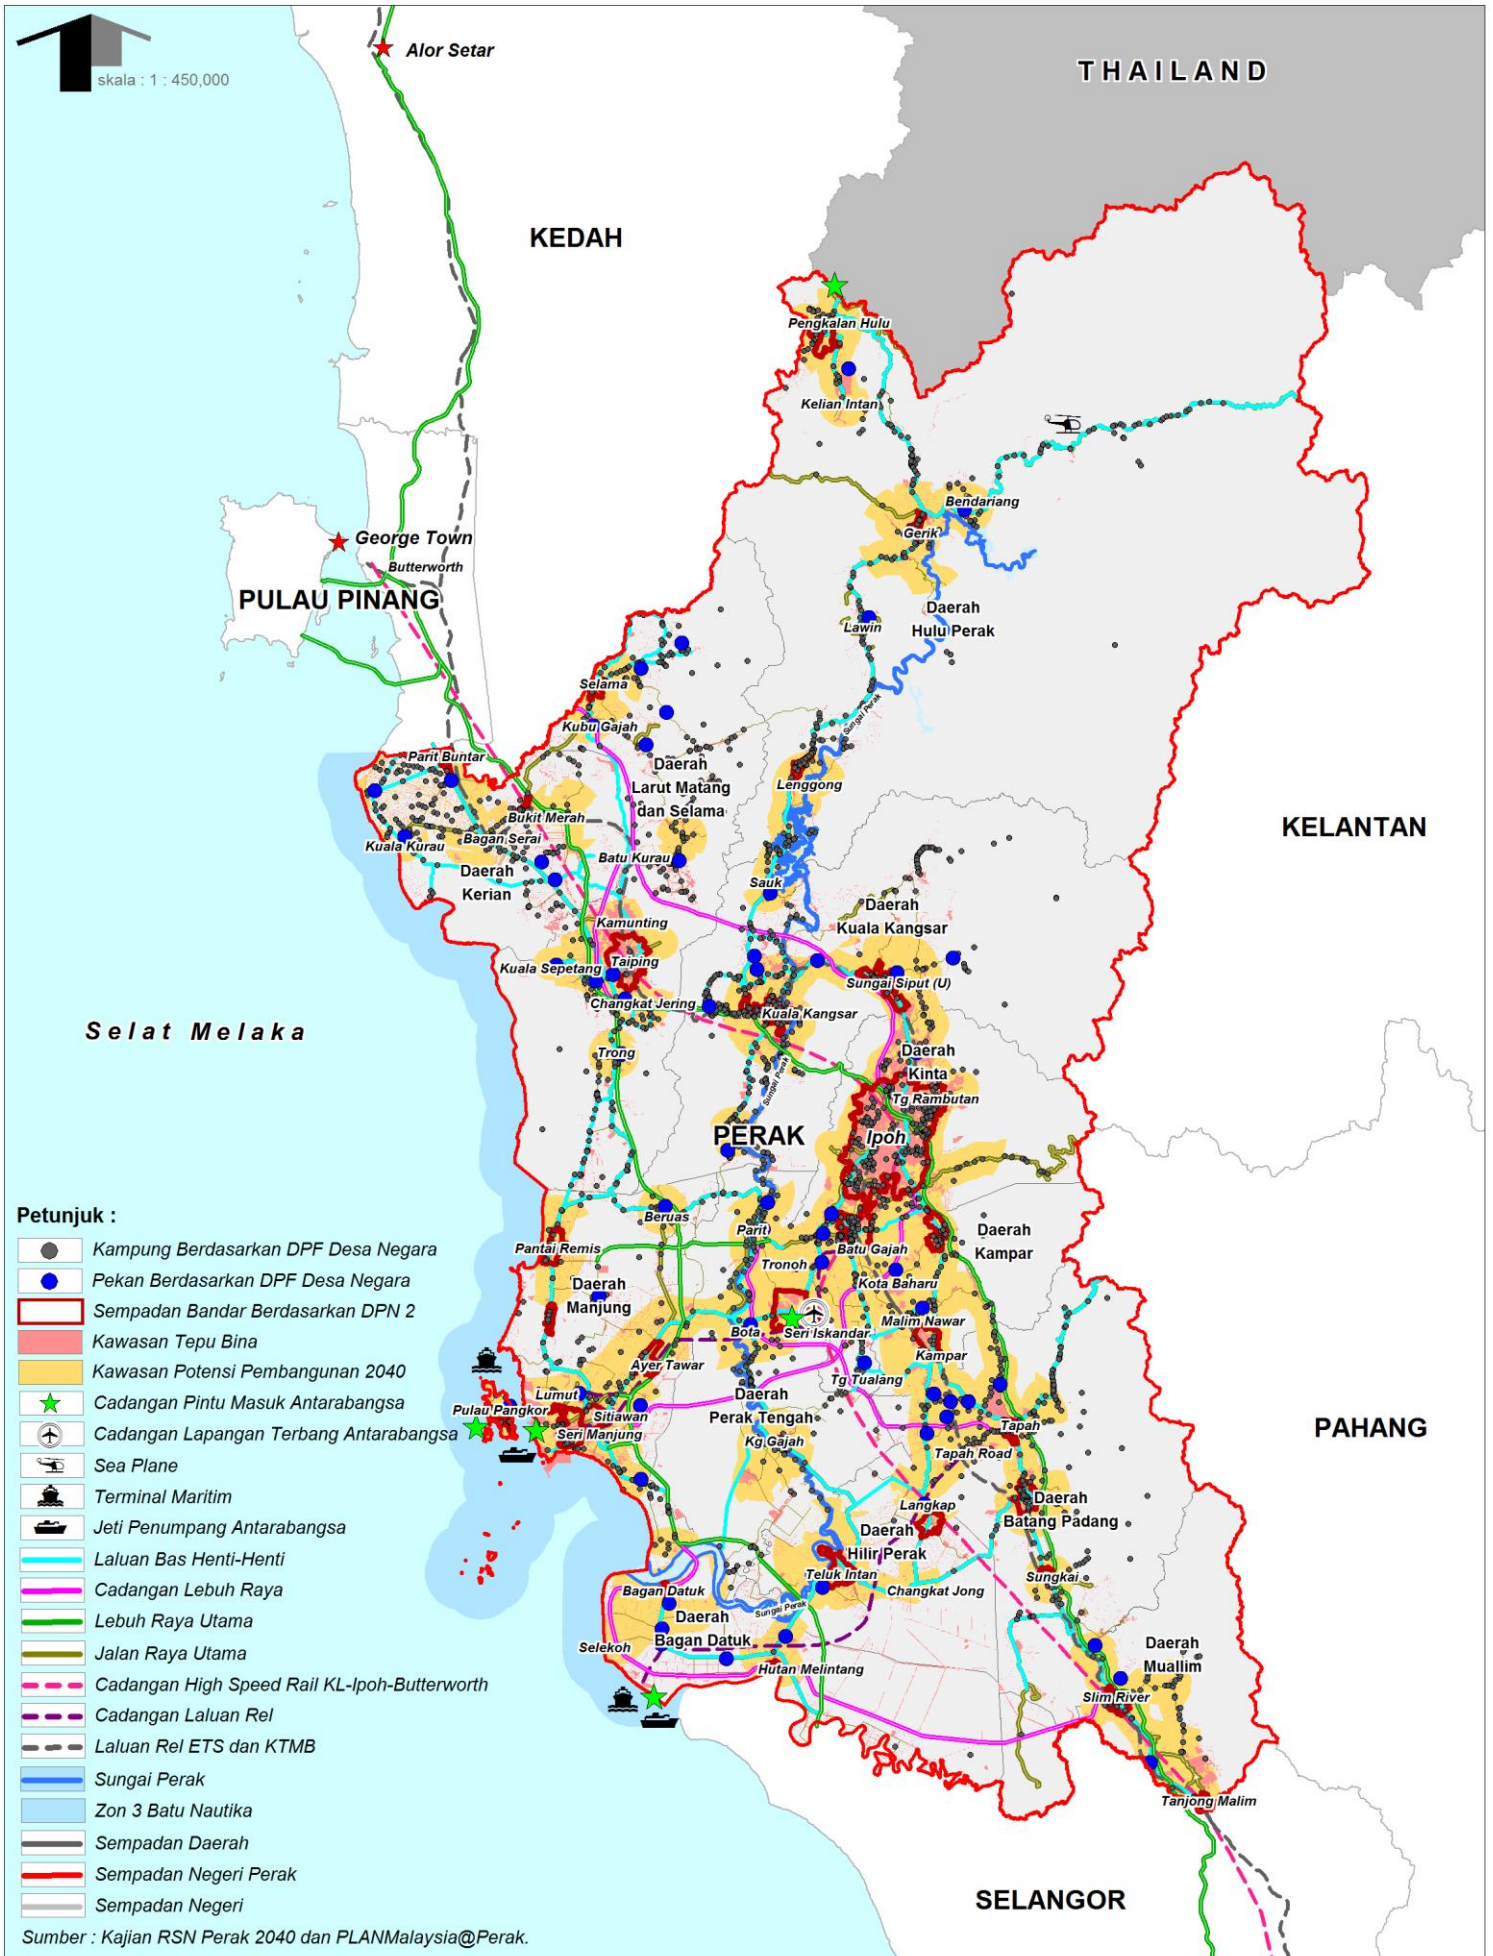 skala : 1 : 450,000
Alor Setar
THAILAND
KEDAH
Pengkalan Hulu
Kelian Intan
Bendariang
Gerik
George Town
Butterworth
PULAU PINANG
Daerah
Hulu Perak
Lawin
Selama
Sungai Perak
Kubu Gajah
Parit Buntar
Daerah
Larut Matang
dan Selama
Lenggong
Bukit Merah
KELANTAN
Bagan Serai
Kuala Kurau
Batu Kurau
Daerah
Kerian
Sauk
Daerah
Kuala Kangsar
Kamunting
Taiping
Kuala Sepetang
Sungai Siput (U)
Changkat Jering
Kuala Kangsar
Selat Melaka
Trong
Daerah
Kinta
Sungai Perak
Tg Rambutan
PERAK
Ipoh
Beruas
Parit
Daerah
Kampar
Pantai Remis
Batu Gajah
Tronoh
Kota Baharu
Daerah
Manjung
Malim Nawar
Bota
Seri Iskandar
Kampar
Ayer Tawar
Tg Tualang
Lumut
Daerah
Perak Tengah
Pulau Pangkor
Sitiawan
Seri Manjung
Kg Gajah
Tapah
Tapah Road
PAHANG
Langkap
Daerah
Batang Padang
Daerah
Hilir Perak
Teluk Intan
Sungkai
Changkat Jong
Bagan Datuk
Sungai Perak
Daerah
Bagan Datuk
Selekoh
Hutan Melintang
Daerah
Muallim
Slim River
Tanjong Malim
SELANGOR
Petunjuk :
Kampung Berdasarkan DPF Desa Negara
Pekan Berdasarkan DPF Desa Negara
Sempadan Bandar Berdasarkan DPN 2
Kawasan Tepu Bina
Kawasan Potensi Pembangunan 2040
Cadangan Pintu Masuk Antarabangsa
Cadangan Lapangan Terbang Antarabangsa
Sea Plane
Terminal Maritim
Jeti Penumpang Antarabangsa
Laluan Bas Henti-Henti
Cadangan Lebuh Raya
Lebuh Raya Utama
Jalan Raya Utama
Cadangan High Speed Rail KL-Ipoh-Butterworth
Cadangan Laluan Rel
Laluan Rel ETS dan KTMB
Sungai Perak
Zon 3 Batu Nautika
Sempadan Daerah
Sempadan Negeri Perak
Sempadan Negeri
Sumber : Kajian RSN Perak 2040 dan PLANMalaysia@Perak.